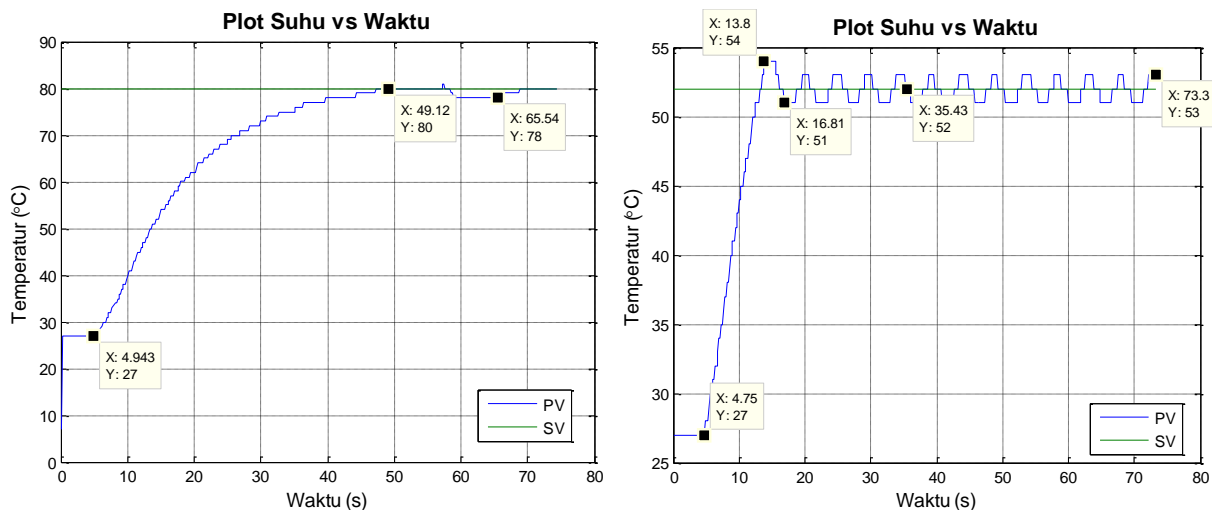 Plot Suhu vs Waktu
90
80
70
60
50
40
30
20
10
0
Temperatur (°C)
X: 49.12
Y: 80
X: 65.54
Y: 78
X: 4.943
Y: 27
PV
SV
0
10
20
30
40
50
60
70
80
Waktu (s)
Plot Suhu vs Waktu
55
50
45
40
35
30
25
Temperatur (°C)
X: 13.8
Y: 54
X: 16.81
Y: 51
X: 35.43
Y: 52
X: 73.3
Y: 53
X: 4.75
Y: 27
PV
SV
0
10
20
30
40
50
60
70
80
Waktu (s)